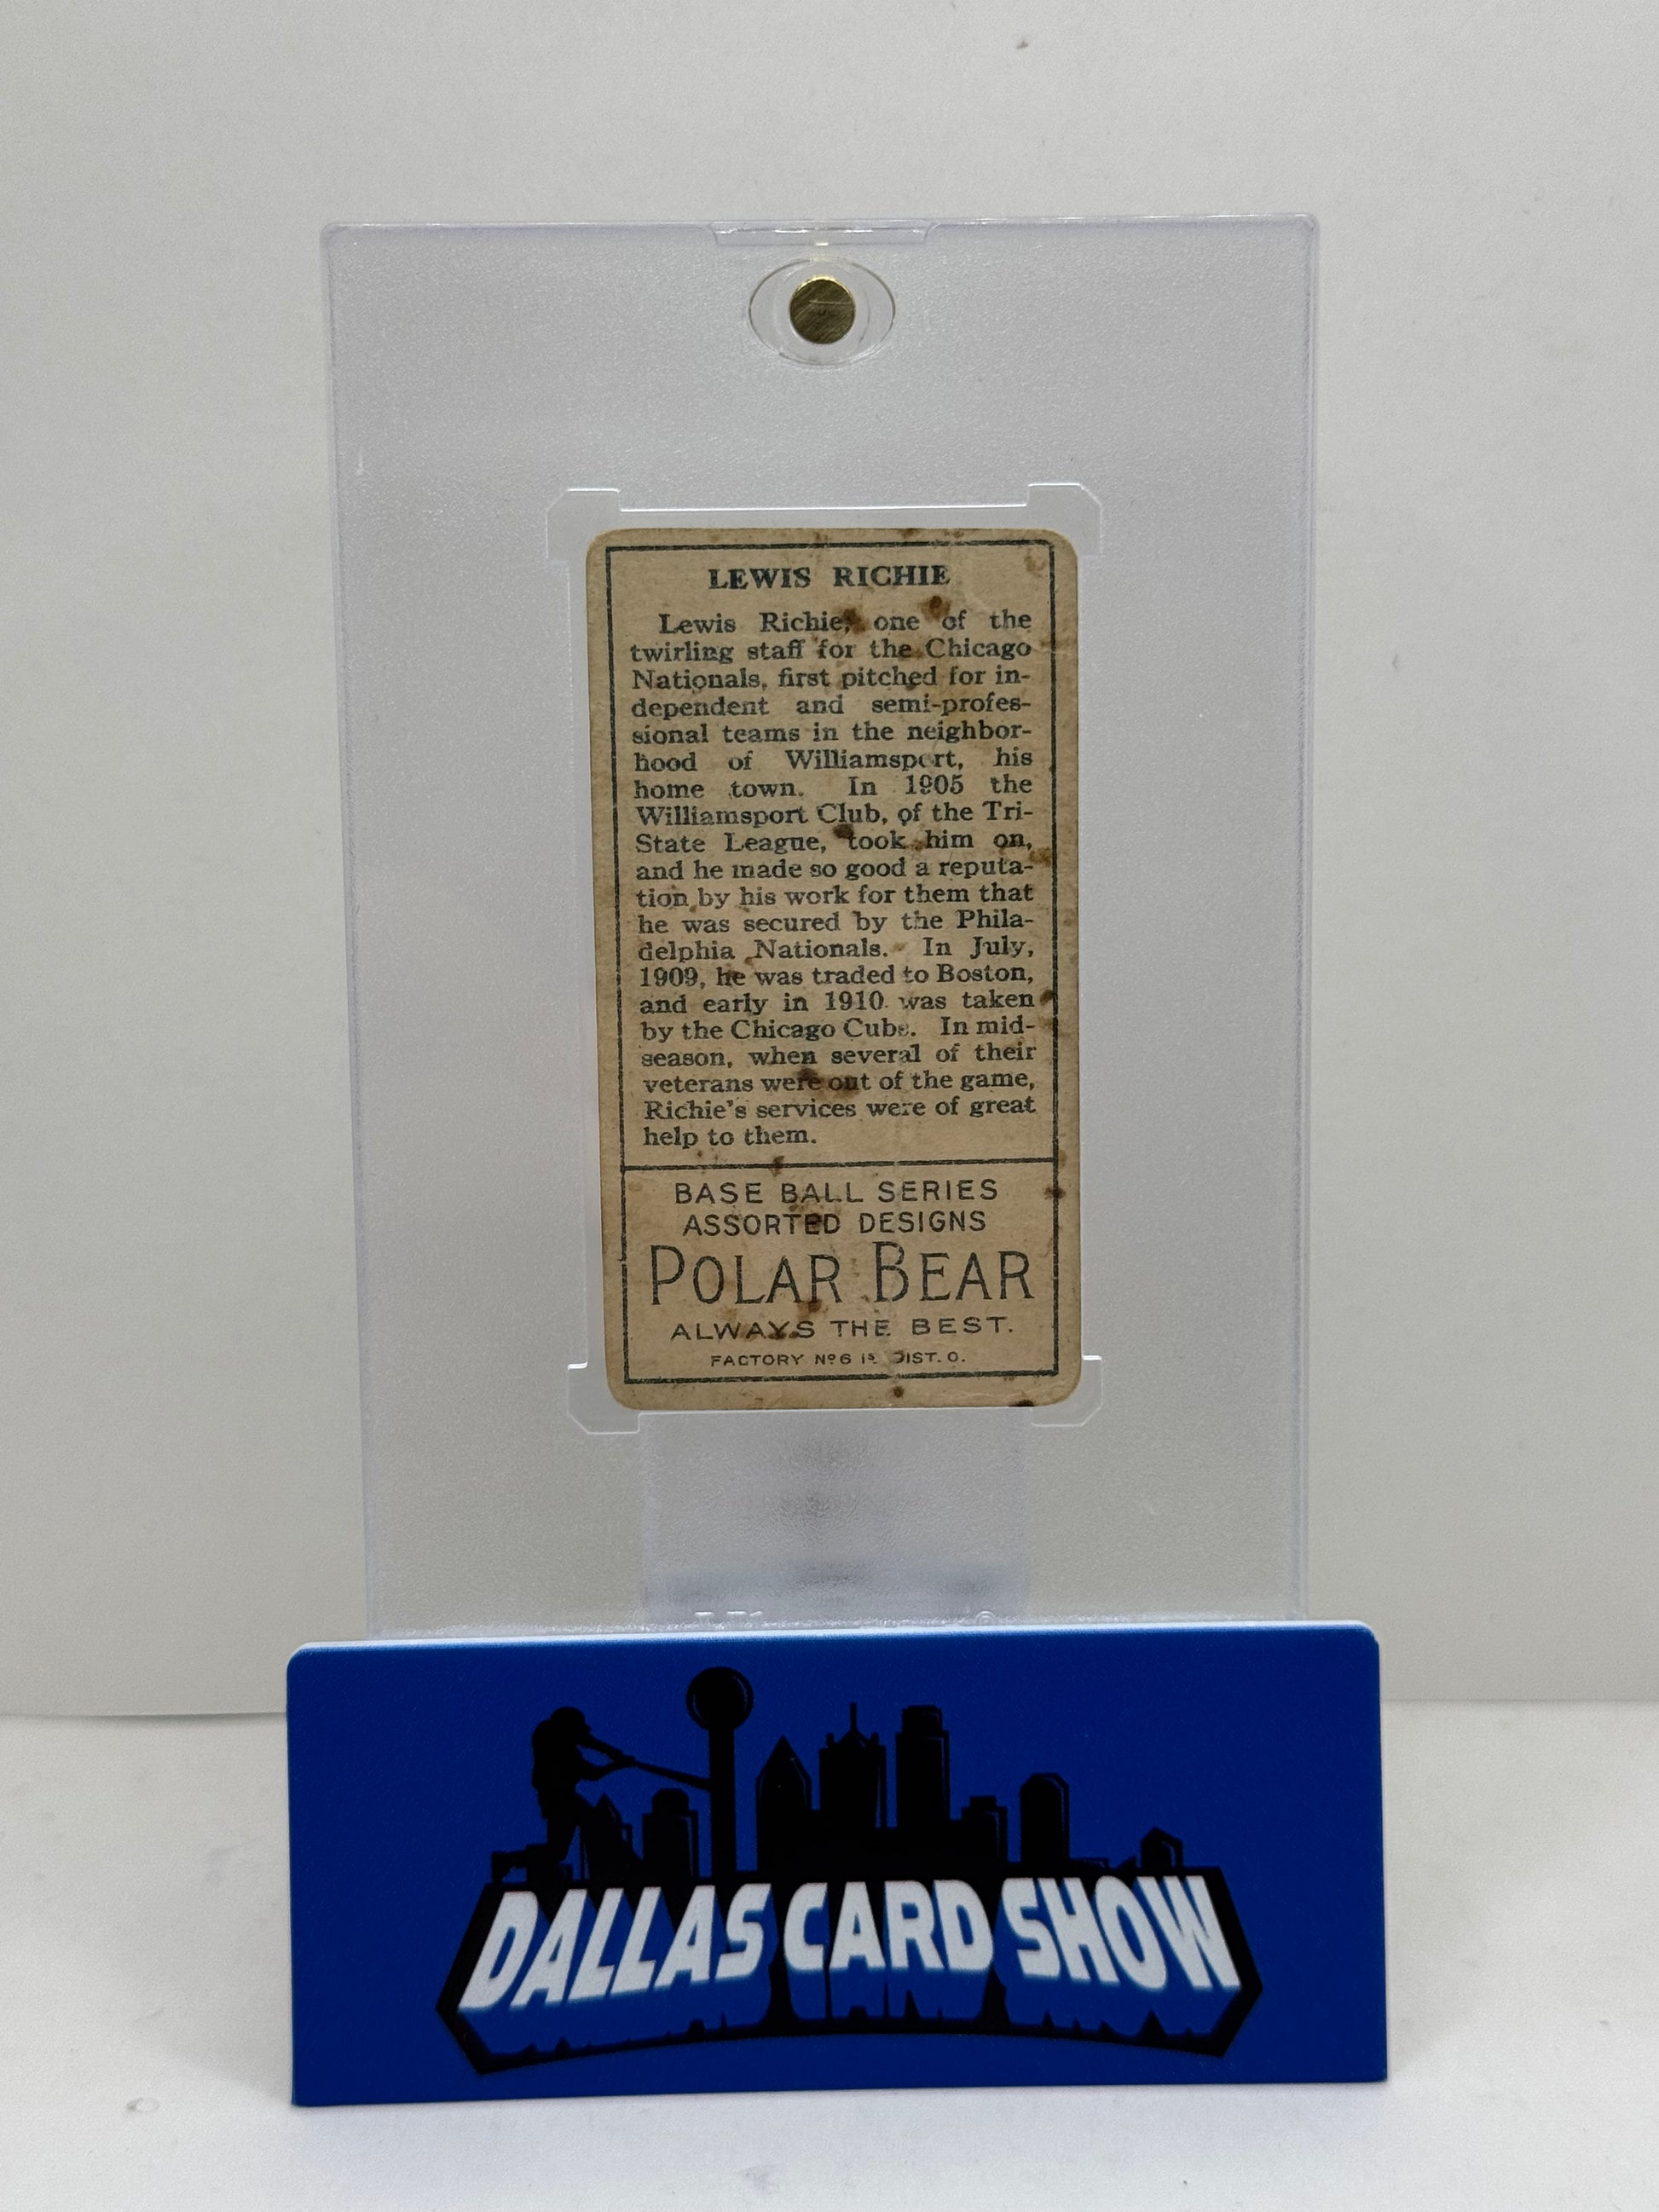 LEWIS RICHIE
Lewis Richie, one of the
twirling staff for the Chicago
Nationals, first pitched for in-
dependent and semi-profes-
sional teams in the neighbor-
hood of Williamsport, his
home town. In 1905 the
Williamsport Club, of the Tri-
State League, took him on,
and he made so good a reputa-
tion by his work for them that
he was secured by the Phila-
delphia Nationals. In July,
1909, he was traded to Boston,
and early in 1910 was taken
by the Chicago Cubs. In mid-
season, when several of their
veterans were out of the game,
Richie's services were of great
help to them.
BASE BALL SERIES
ASSORTED DESIGNS
POLAR BEAR
ALWAYS THE BEST.
FACTORY Nº 6 1st DIST. O.
DALLAS CARD SHOW